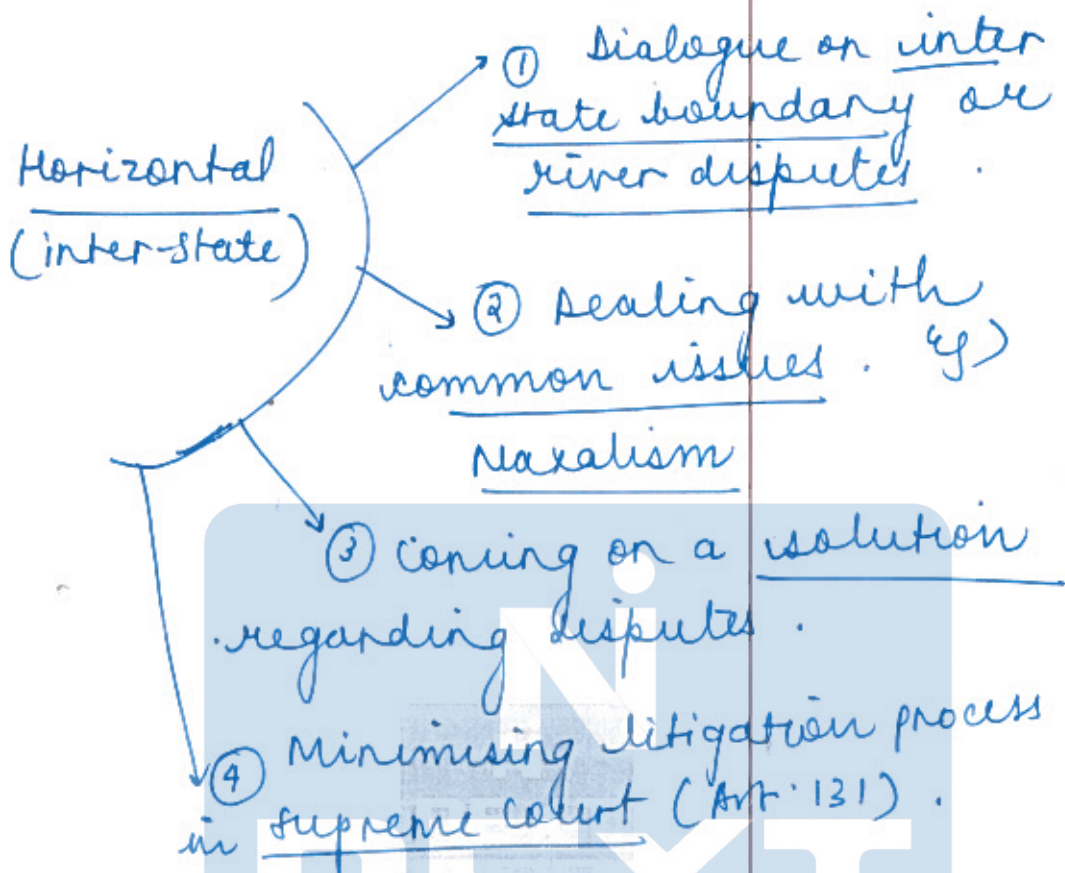 Horizontal
(inter-state)
① Dialogue on inter
state boundary or
river disputes.
② Dealing with
common issues. eg)
Naxalism
③ Coming on a solution
regarding disputes.
④ Minimising litigation process
in Supreme Court (Art. 131).